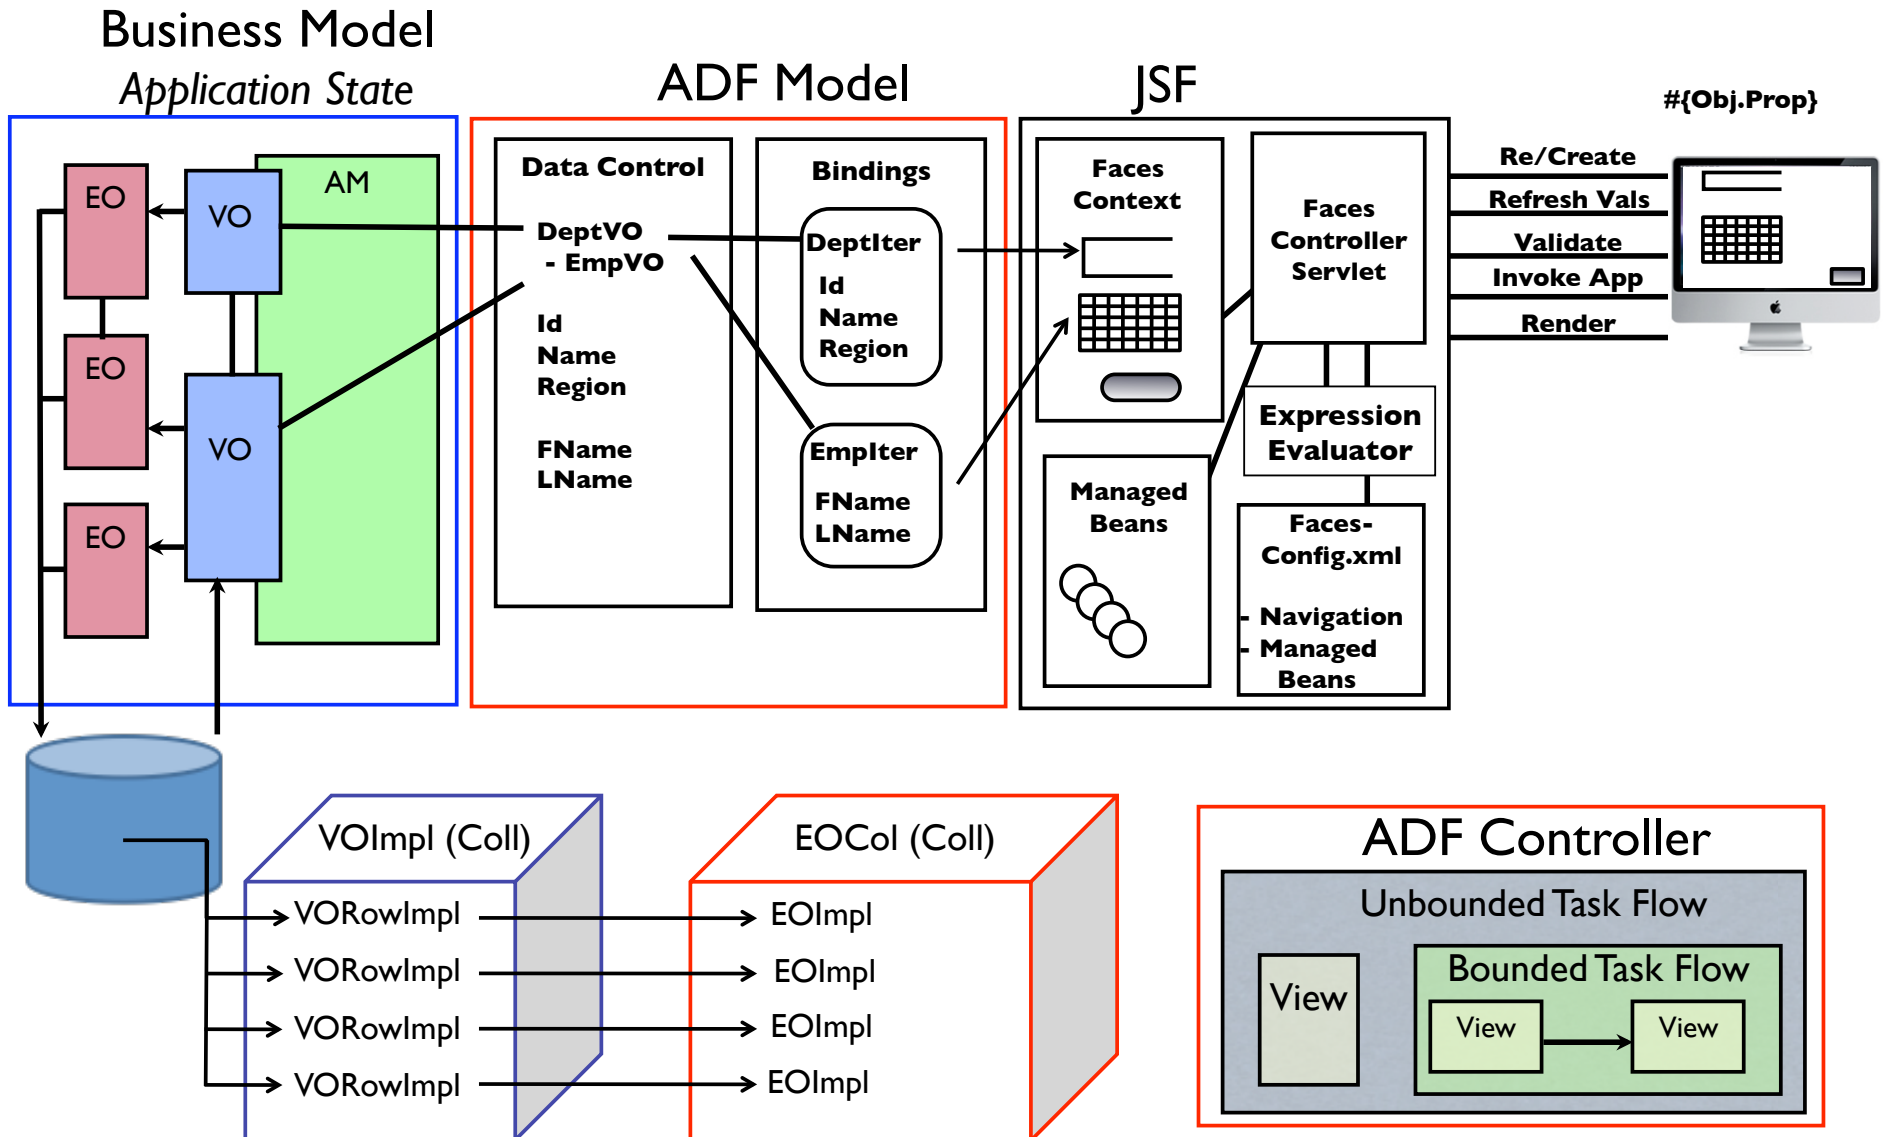 Business Model
Application State
EO
EO
EO
VO
VO
AM
ADF Model
Data Control
DeptVO
- EmpVO
Id
Name
Region
FName
LName
Bindings
DeptIter
Id
Name
Region
EmpIter
FName
LName
JSF
Faces
Context
Managed
Beans
Faces
Controller
Servlet
Expression
Evaluator
Faces-
Config.xml
- Navigation
- Managed
Beans
Re/Create
Refresh Vals
Validate
Invoke App
Render
#{Obj.Prop}
VOImpl (Coll)
VORowImpl
VORowImpl
VORowImpl
VORowImpl
EOCol (Coll)
EOImpl
EOImpl
EOImpl
EOImpl
ADF Controller
Unbounded Task Flow
View
Bounded Task Flow
View
View